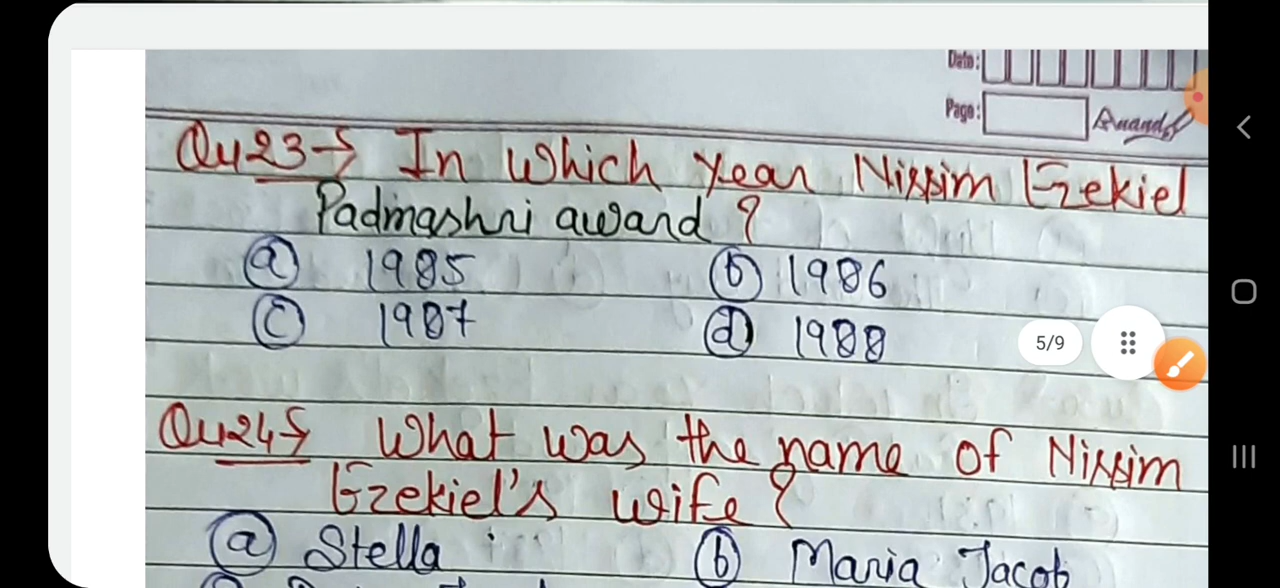 Date:
Page:
Anand
Qu23→ In Which Year Nissim Ezekiel
Padmashri award ?
(a) 1985 (b) 1986
(c) 1987 (d) 1988
5/9
Qu24→ What was the name of Nissim
Ezekiel's wife ?
(a) Stella (b) Maria Jacob